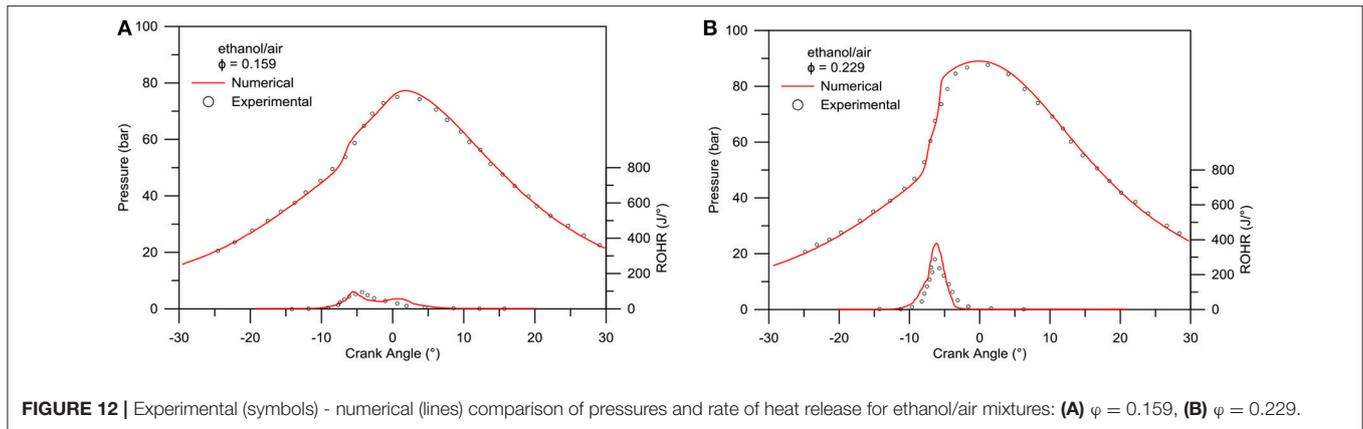 A
100
80
60
40
20
0
Pressure (bar)
ethanol/air
ϕ = 0.159
Numerical
Experimental
800
600
400
200
0
ROHR (J/°)
-30 -20 -10 0 10 20 30
Crank Angle (°)
B
100
80
60
40
20
0
Pressure (bar)
ethanol/air
ϕ = 0.229
Numerical
Experimental
800
600
400
200
0
ROHR (J/°)
-30 -20 -10 0 10 20 30
Crank Angle (°)
FIGURE 12 | Experimental (symbols) - numerical (lines) comparison of pressures and rate of heat release for ethanol/air mixtures: (A) φ = 0.159, (B) φ = 0.229.